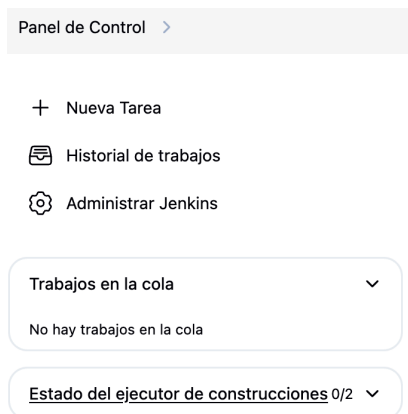 Panel de Control
Nueva Tarea
Historial de trabajos
Administrar Jenkins
Trabajos en la cola
No hay trabajos en la cola
Estado del ejecutor de construcciones 0/2